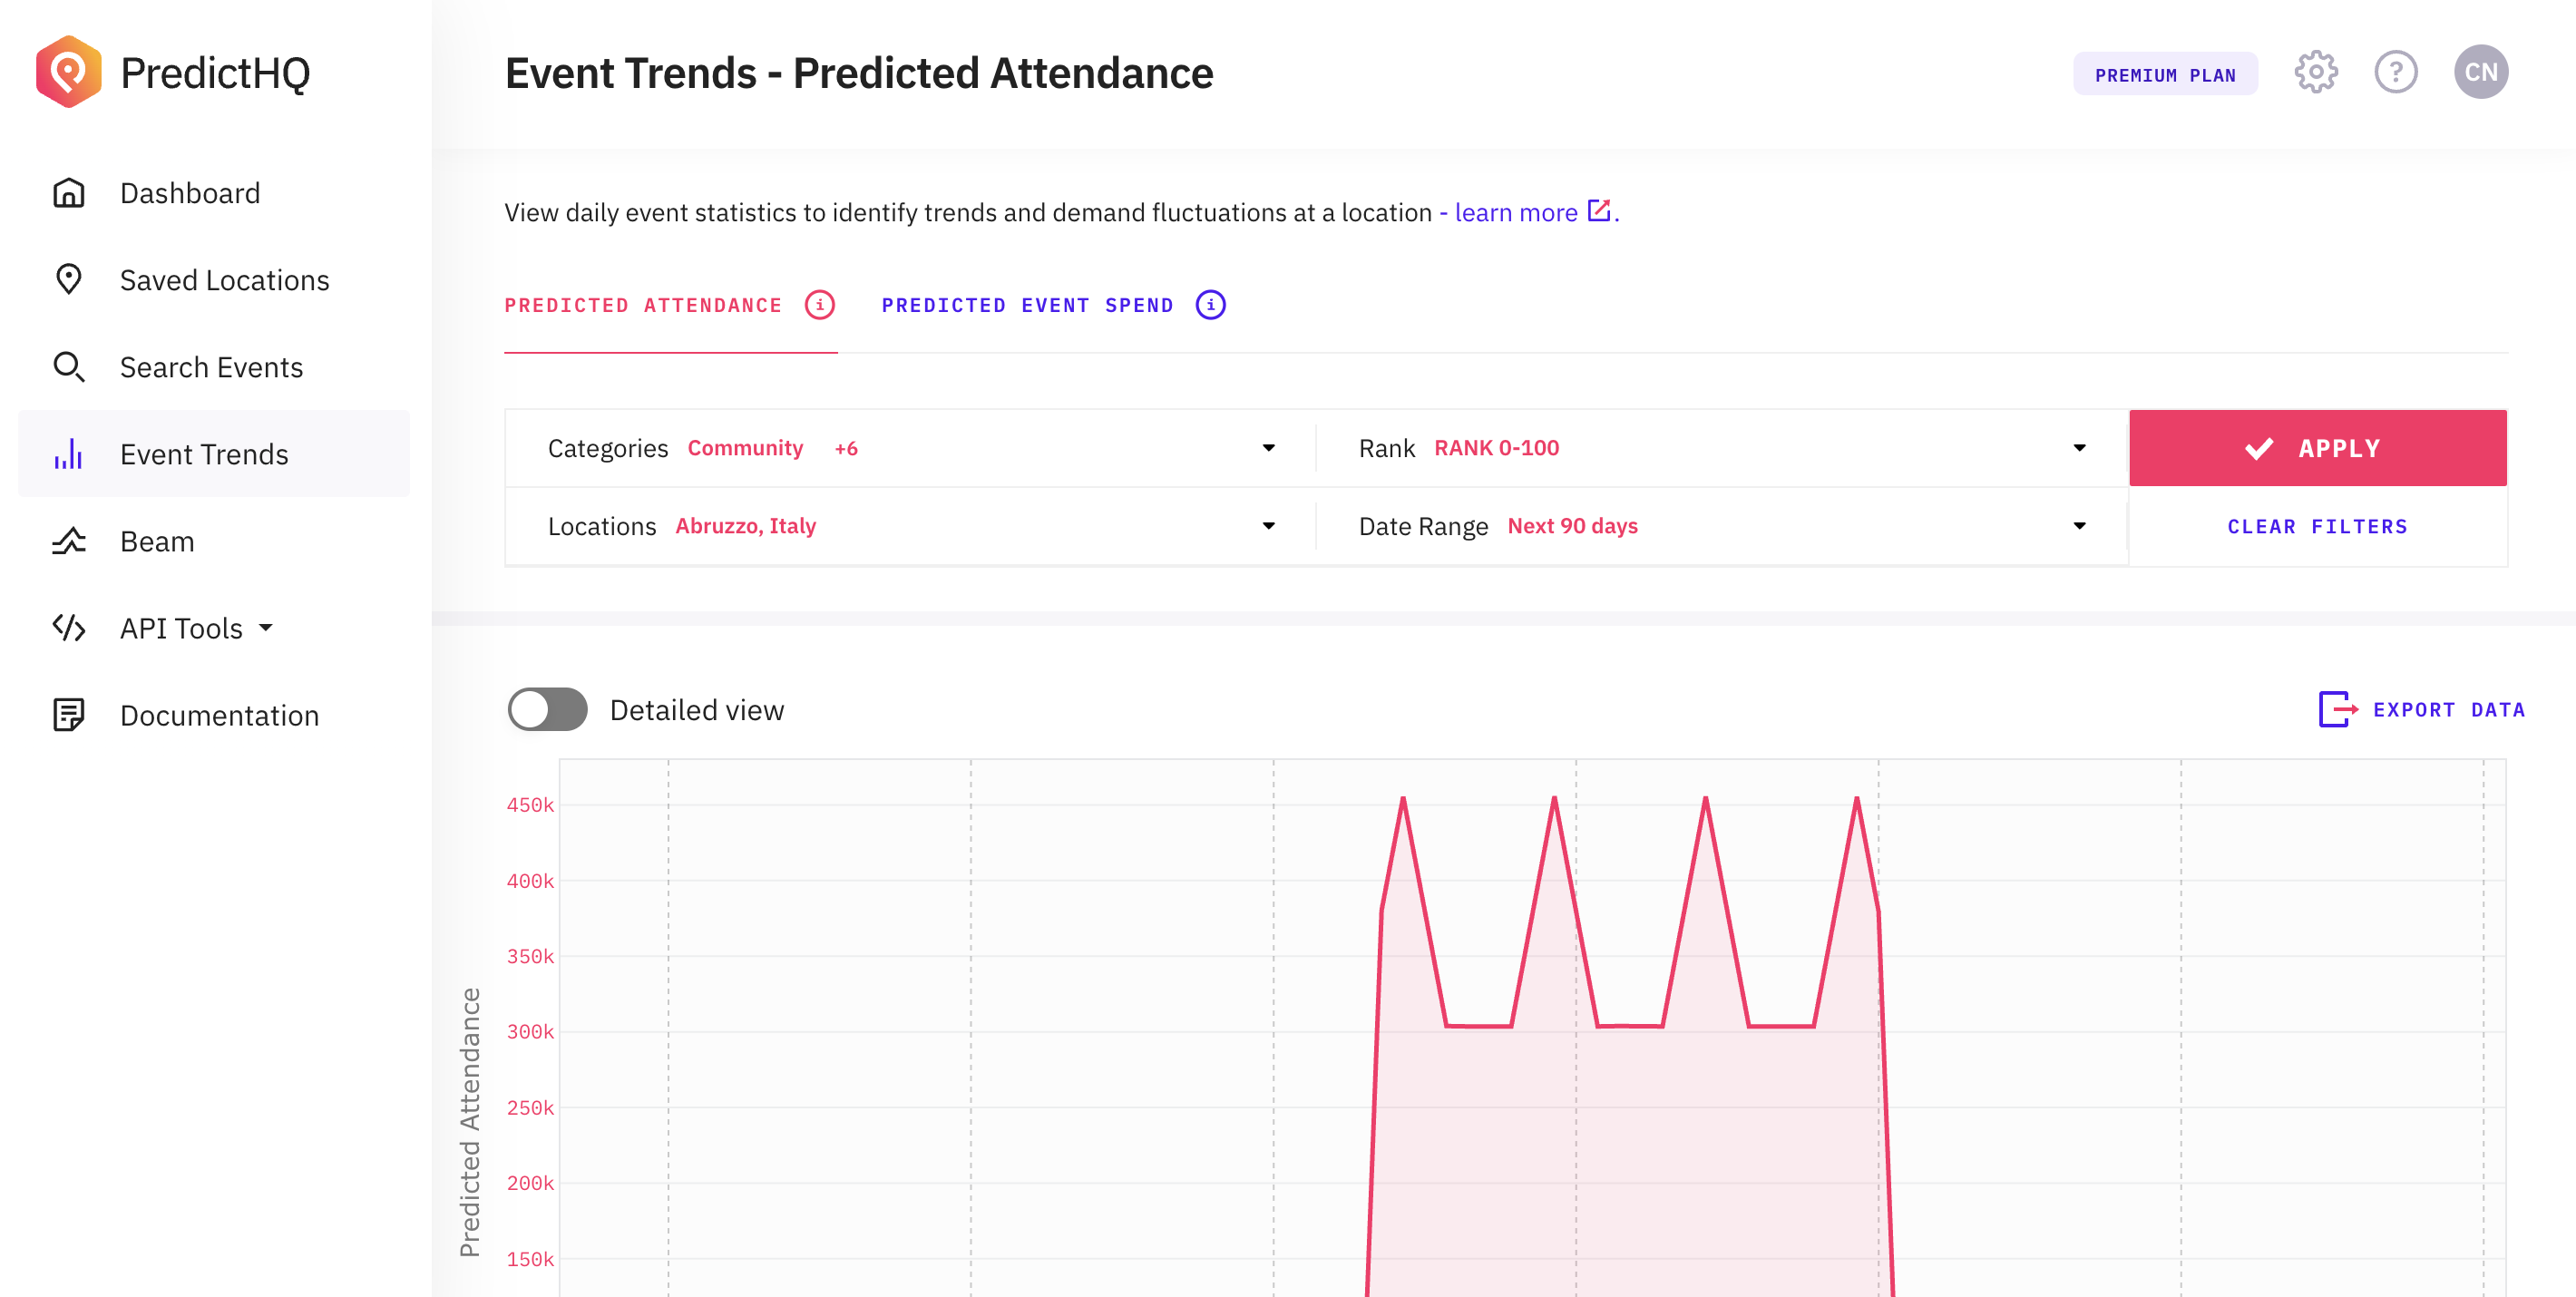 PredictHQ
Dashboard
Saved Locations
Search Events
Event Trends
Beam
API Tools
Documentation
Event Trends - Predicted Attendance
PREMIUM PLAN
CN
View daily event statistics to identify trends and demand fluctuations at a location - learn more.
PREDICTED ATTENDANCE
PREDICTED EVENT SPEND
Categories Community +6
Rank RANK 0-100
APPLY
Locations Abruzzo, Italy
Date Range Next 90 days
CLEAR FILTERS
Detailed view
EXPORT DATA
Predicted Attendance
450k
400k
350k
300k
250k
200k
150k